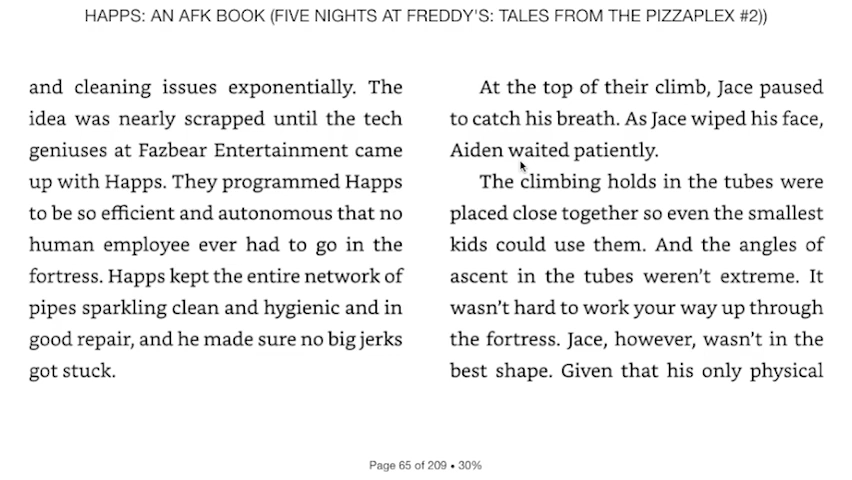 HAPPS: AN AFK BOOK (FIVE NIGHTS AT FREDDY'S: TALES FROM THE PIZZAPLEX #2))
and cleaning issues exponentially. The
idea was nearly scrapped until the tech
geniuses at Fazbear Entertainment came
up with Happs. They programmed Happs
to be so efficient and autonomous that no
human employee ever had to go in the
fortress. Happs kept the entire network of
pipes sparkling clean and hygienic and in
good repair, and he made sure no big jerks
got stuck.
At the top of their climb, Jace paused
to catch his breath. As Jace wiped his face,
Aiden waited patiently.
The climbing holds in the tubes were
placed close together so even the smallest
kids could use them. And the angles of
ascent in the tubes weren't extreme. It
wasn't hard to work your way up through
the fortress. Jace, however, wasn't in the
best shape. Given that his only physical
Page 65 of 209 • 30%